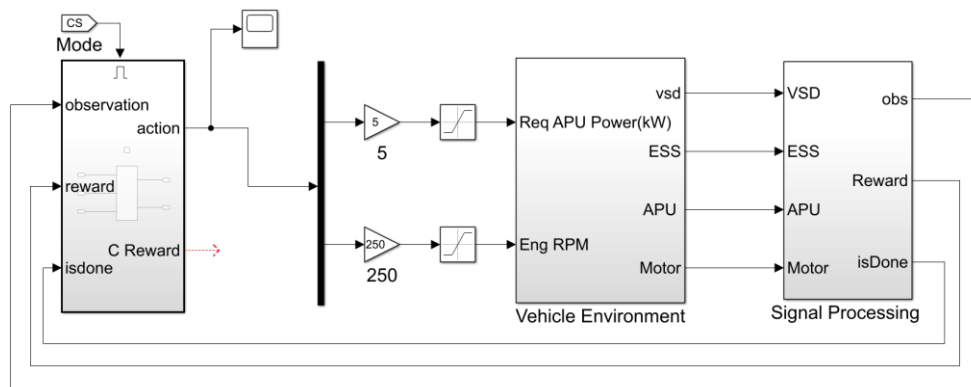 CS
Mode
observation
action
reward
C Reward
isdone
5
5
250
250
Req APU Power(kW)
Eng RPM
vsd
ESS
APU
Motor
Vehicle Environment
VSD
ESS
APU
Motor
obs
Reward
isDone
Signal Processing